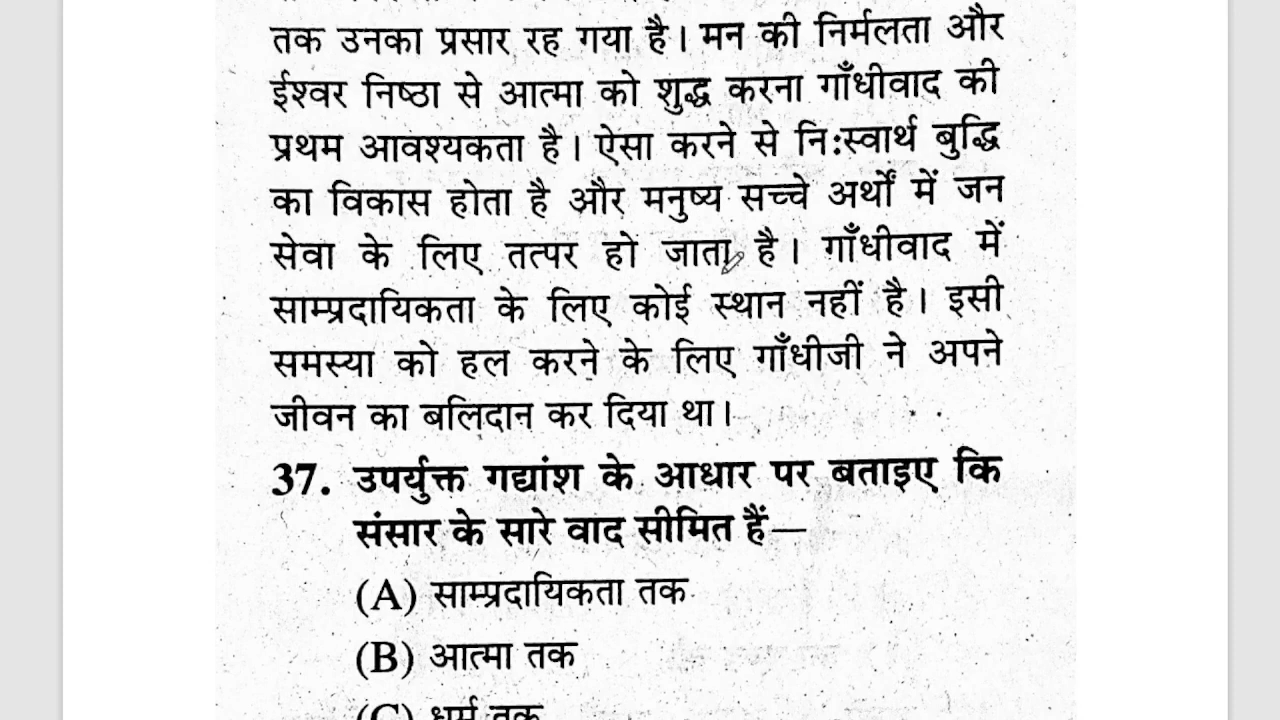 तक उनका प्रसार रह गया है। मन की निर्मलता और
ईश्वर निष्ठा से आत्मा को शुद्ध करना गाँधीवाद की
प्रथम आवश्यकता है। ऐसा करने से नि:स्वार्थ बुद्धि
का विकास होता है और मनुष्य सच्चे अर्थों में जन
सेवा के लिए तत्पर हो जाता है। गाँधीवाद में
साम्प्रदायिकता के लिए कोई स्थान नहीं है। इसी
समस्या को हल करने के लिए गाँधीजी ने अपने
जीवन का बलिदान कर दिया था।
37. उपर्युक्त गद्यांश के आधार पर बताइए कि
संसार के सारे वाद सीमित हैं—
(A) साम्प्रदायिकता तक
(B) आत्मा तक
(C) धर्म तक